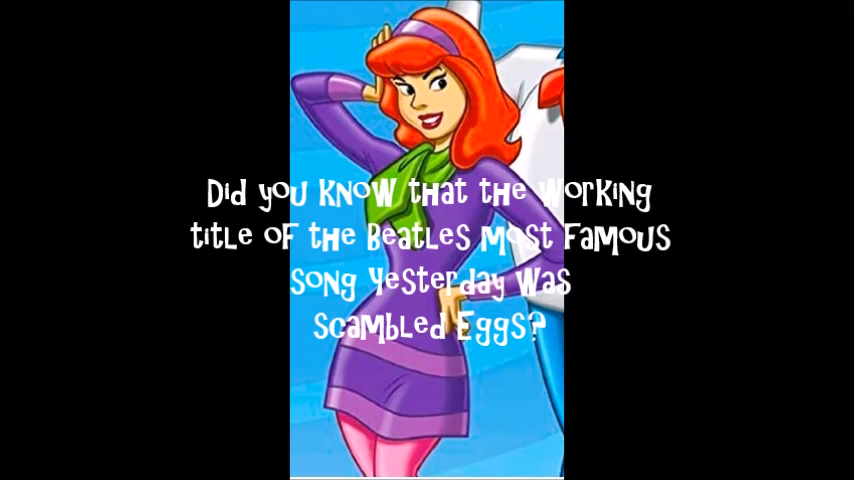 Did you know that the working
title of the Beatles most famous
song Yesterday was
Scambled Eggs?